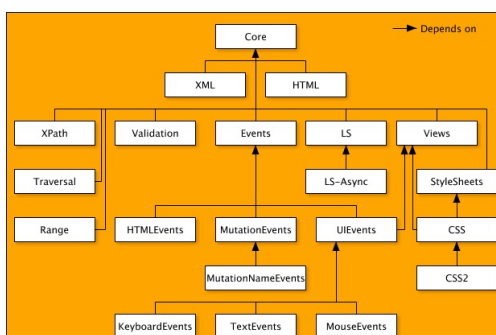 Core
Depends on
XML
HTML
XPath
Validation
Events
LS
Views
Traversal
LS-Async
StyleSheets
Range
HTMLEvents
MutationEvents
UIEvents
CSS
MutationNameEvents
CSS2
KeyboardEvents
TextEvents
MouseEvents